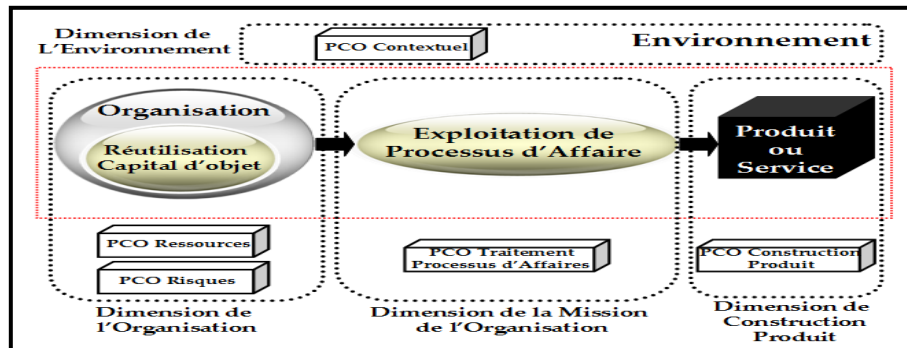 Dimension de
L'Environnement
PCO Contextuel
Environnement
Organisation
Réutilisation
Capital d'objet
Exploitation de
Processus d'Affaire
Produit
ou
Service
PCO Ressources
PCO Risques
PCO Traitement
Processus d'Affaires
PCO Construction
Produit
Dimension de
l'Organisation
Dimension de la Mission
de l'Organisation
Dimension de
Construction
Produit